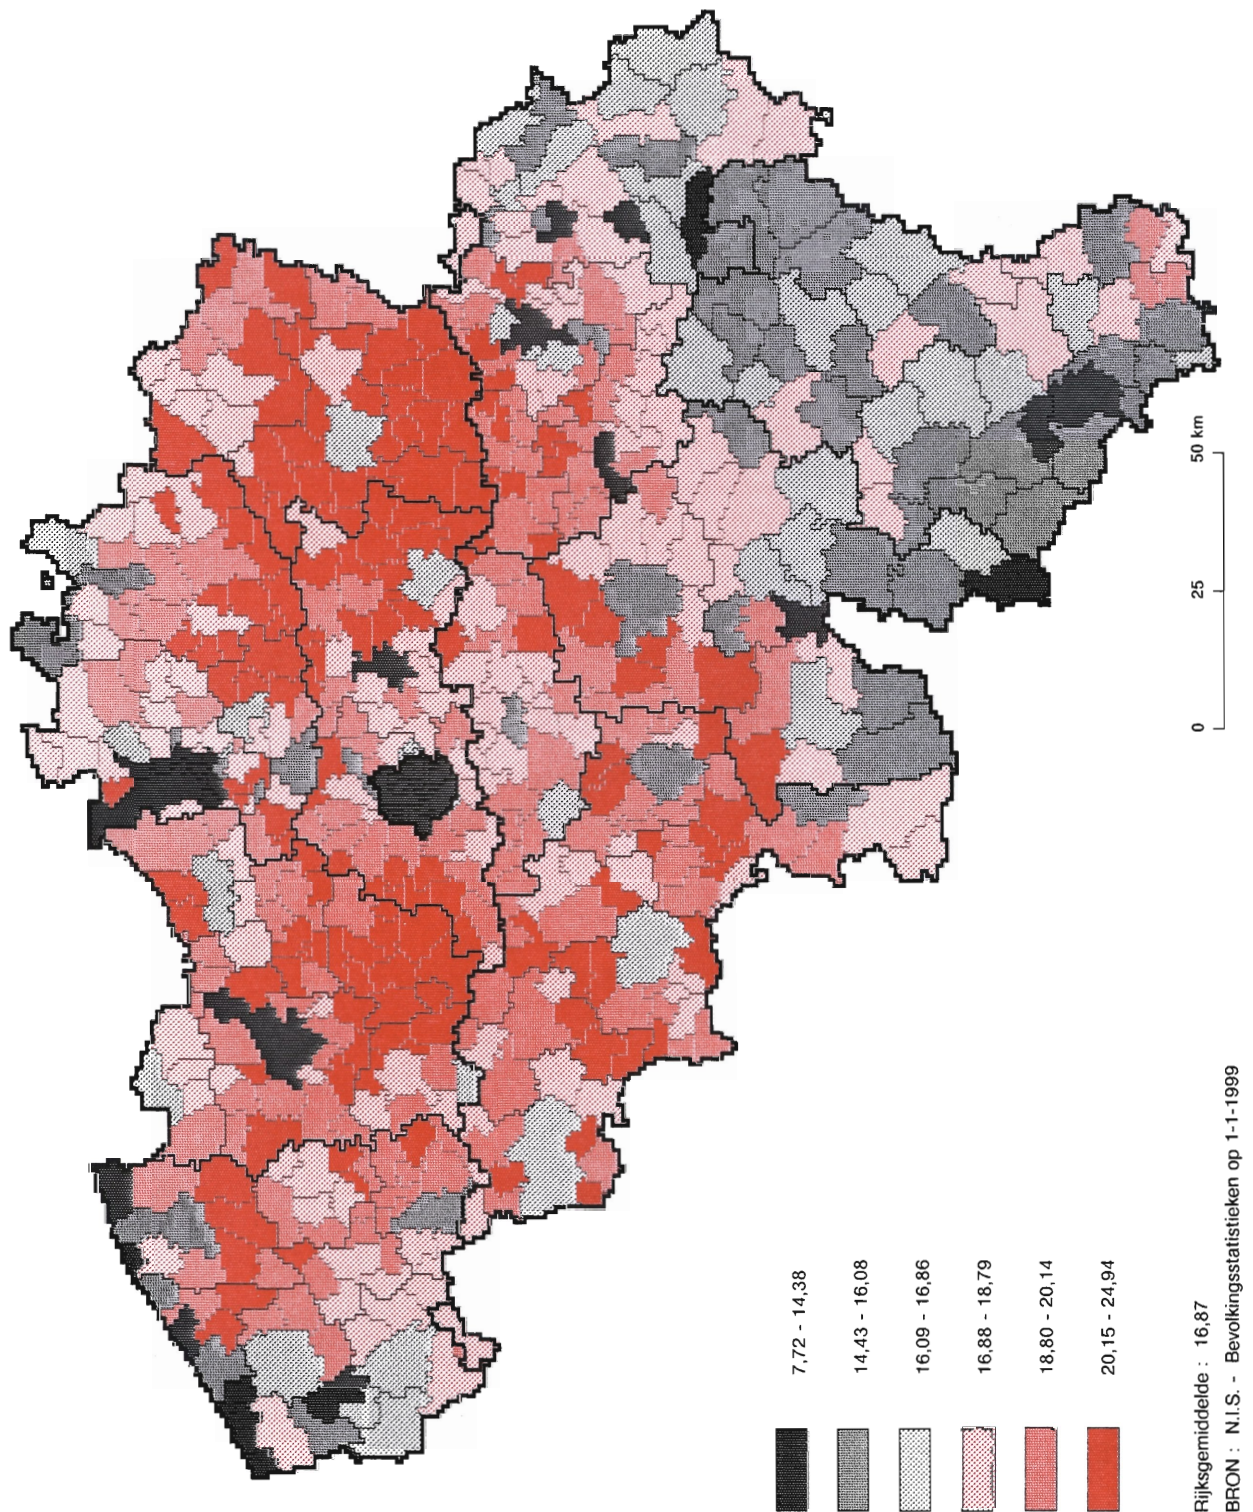 7,72 - 14,38
14,43 - 16,08
16,09 - 16,86
16,88 - 18,79
18,80 - 20,14
20,15 - 24,94
0 25 50 km
Rijksgemiddelde : 16,87
BRON : N.I.S. - Bevolkingsstatistieken op 1-1-1999